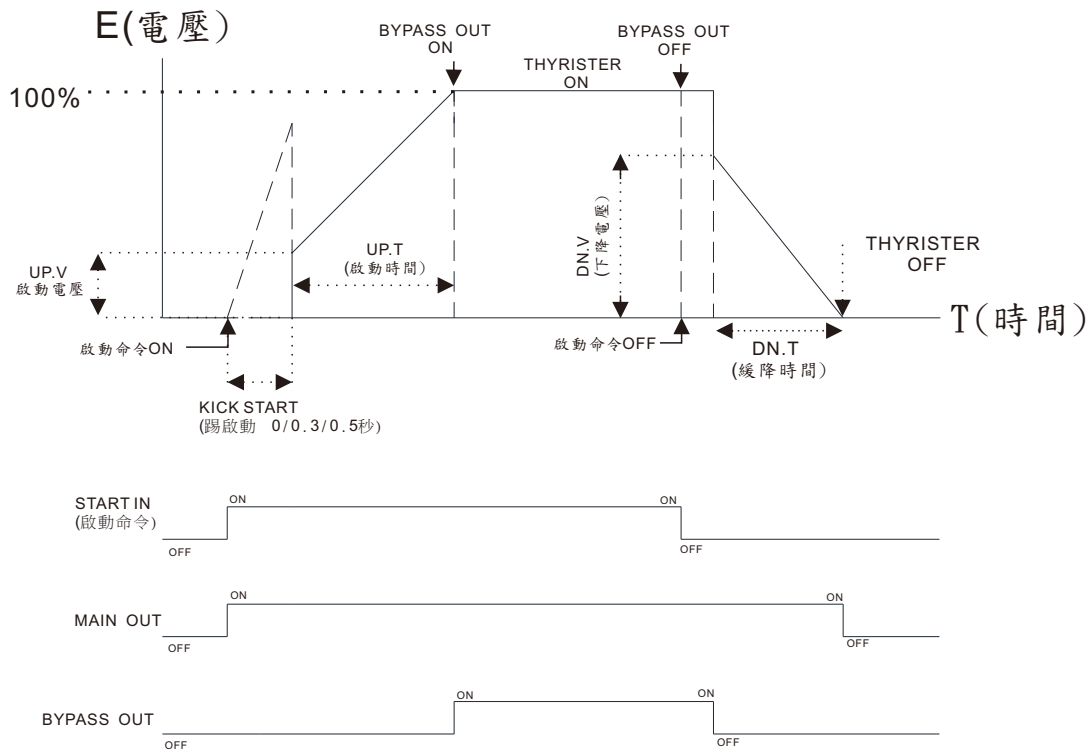 E(電壓)
BYPASS OUT
ON
BYPASS OUT
OFF
THYRISTER
ON
100%
UP.V
啟動電壓
UP.T
(啟動時間)
DN.V
(下降電壓)
THYRISTER
OFF
T(時間)
啟動命令ON
啟動命令OFF
DN.T
(緩降時間)
KICK START
(踢啟動 0/0.3/0.5秒)
START IN
(啟動命令)
ON
ON
OFF
OFF
MAIN OUT
ON
ON
OFF
OFF
BYPASS OUT
ON
ON
OFF
OFF